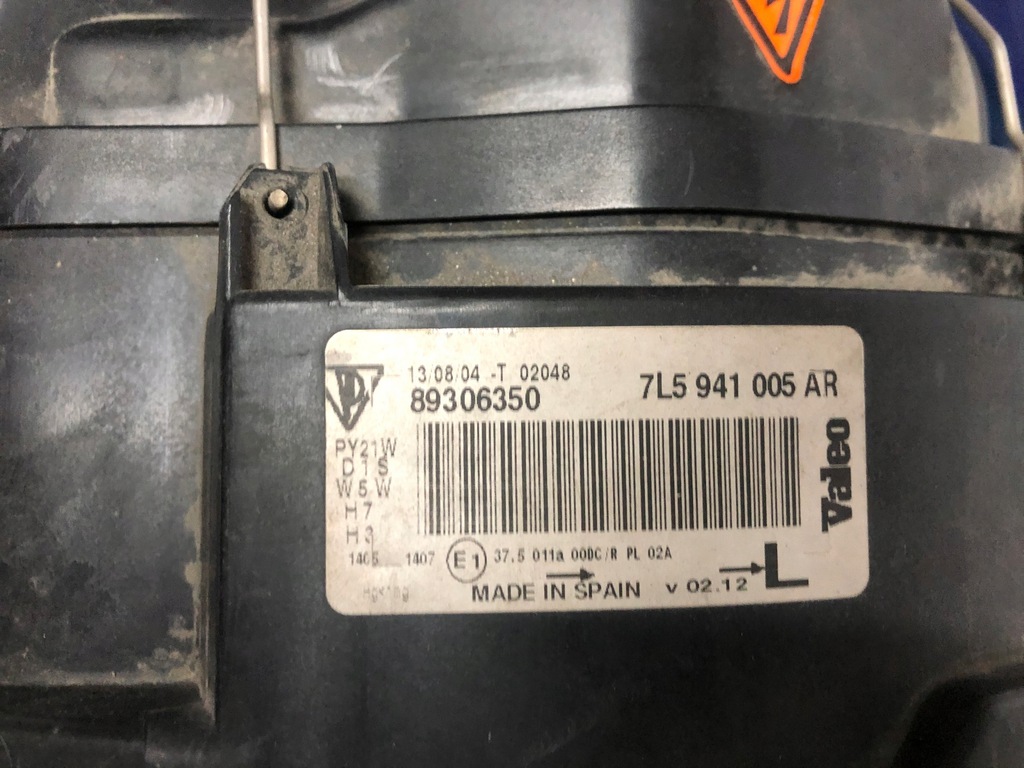 13/08/04 -T 02048
89306350
7L5 941 005 AR
PY21W
D1S
W5W
H7
H3
Valeo
1465 1407 E1 37.5 011a 00DC/R PL 02A
MADE IN SPAIN v 02.12 L